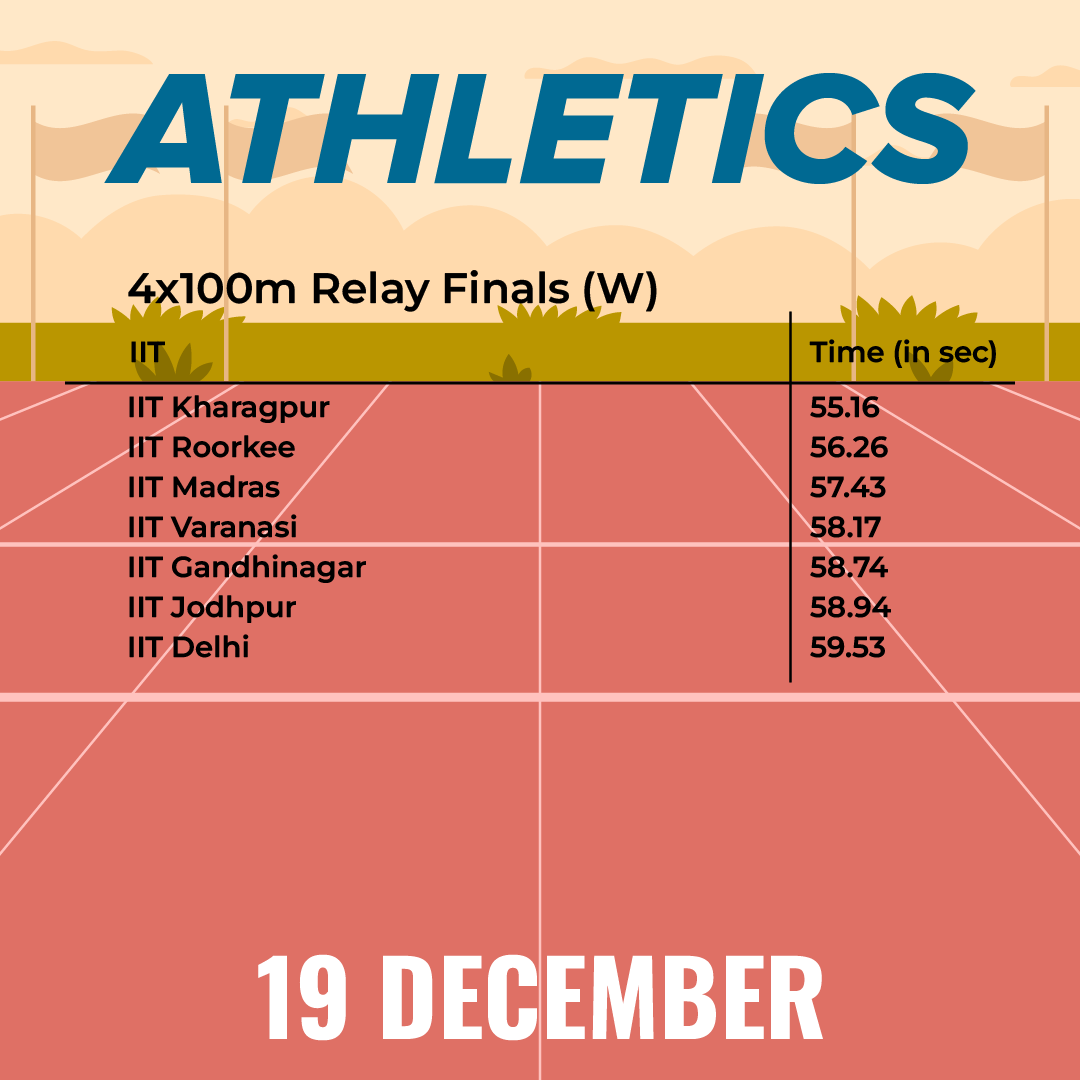 ATHLETICS
4x100m Relay Finals (W)
IIT Time (in sec)
IIT Kharagpur 55.16
IIT Roorkee 56.26
IIT Madras 57.43
IIT Varanasi 58.17
IIT Gandhinagar 58.74
IIT Jodhpur 58.94
IIT Delhi 59.53
19 DECEMBER